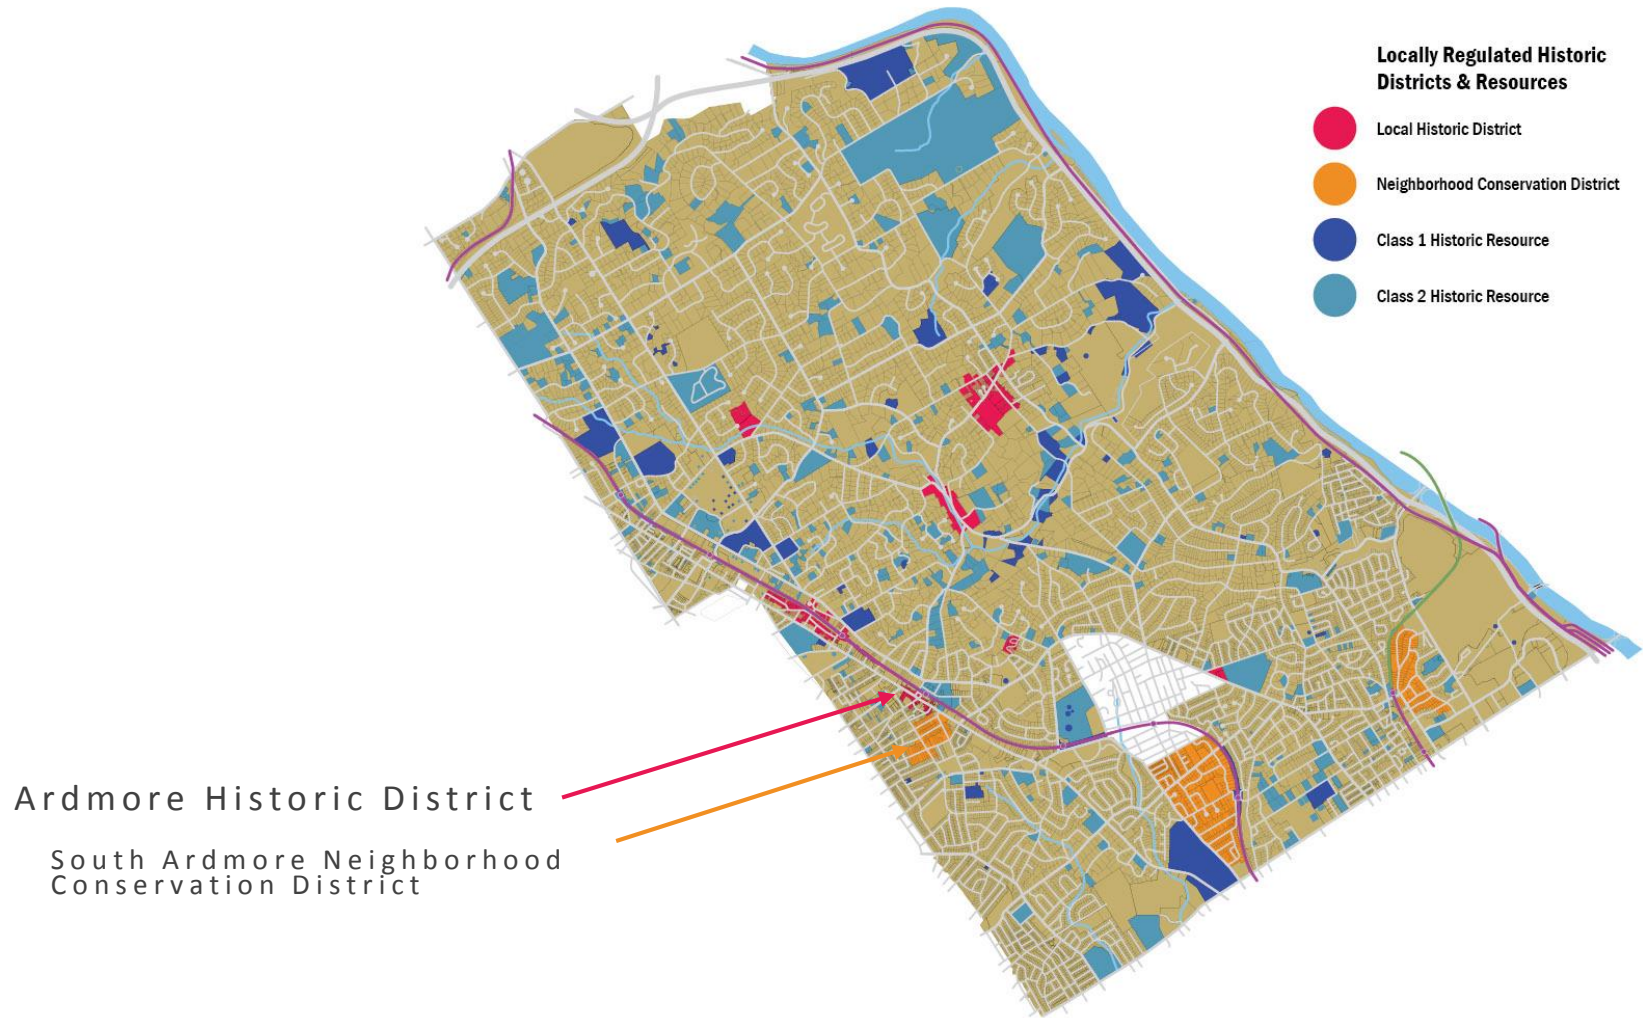 Locally Regulated Historic
Districts & Resources
Local Historic District
Neighborhood Conservation District
Class 1 Historic Resource
Class 2 Historic Resource
Ardmore Historic District
South Ardmore Neighborhood
Conservation District